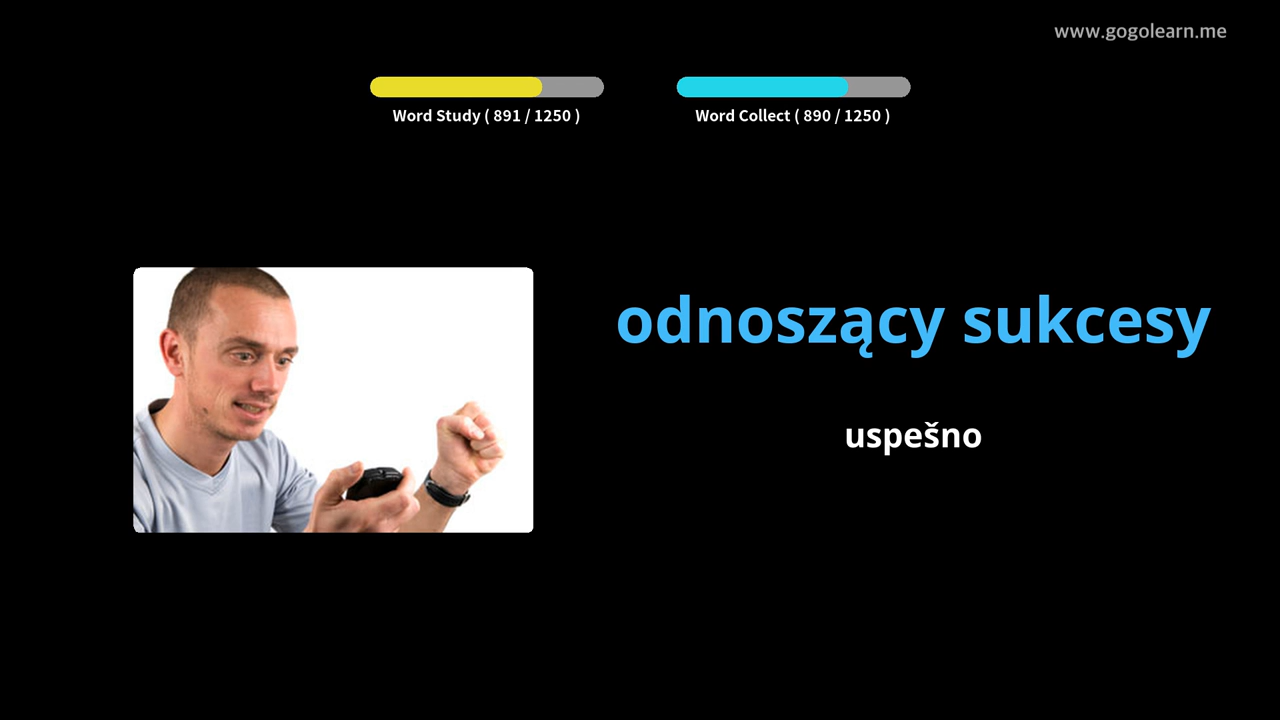 www.gogolearn.me
Word Study ( 891 / 1250 )
Word Collect ( 890 / 1250 )
odnoszący sukcesy
uspešno